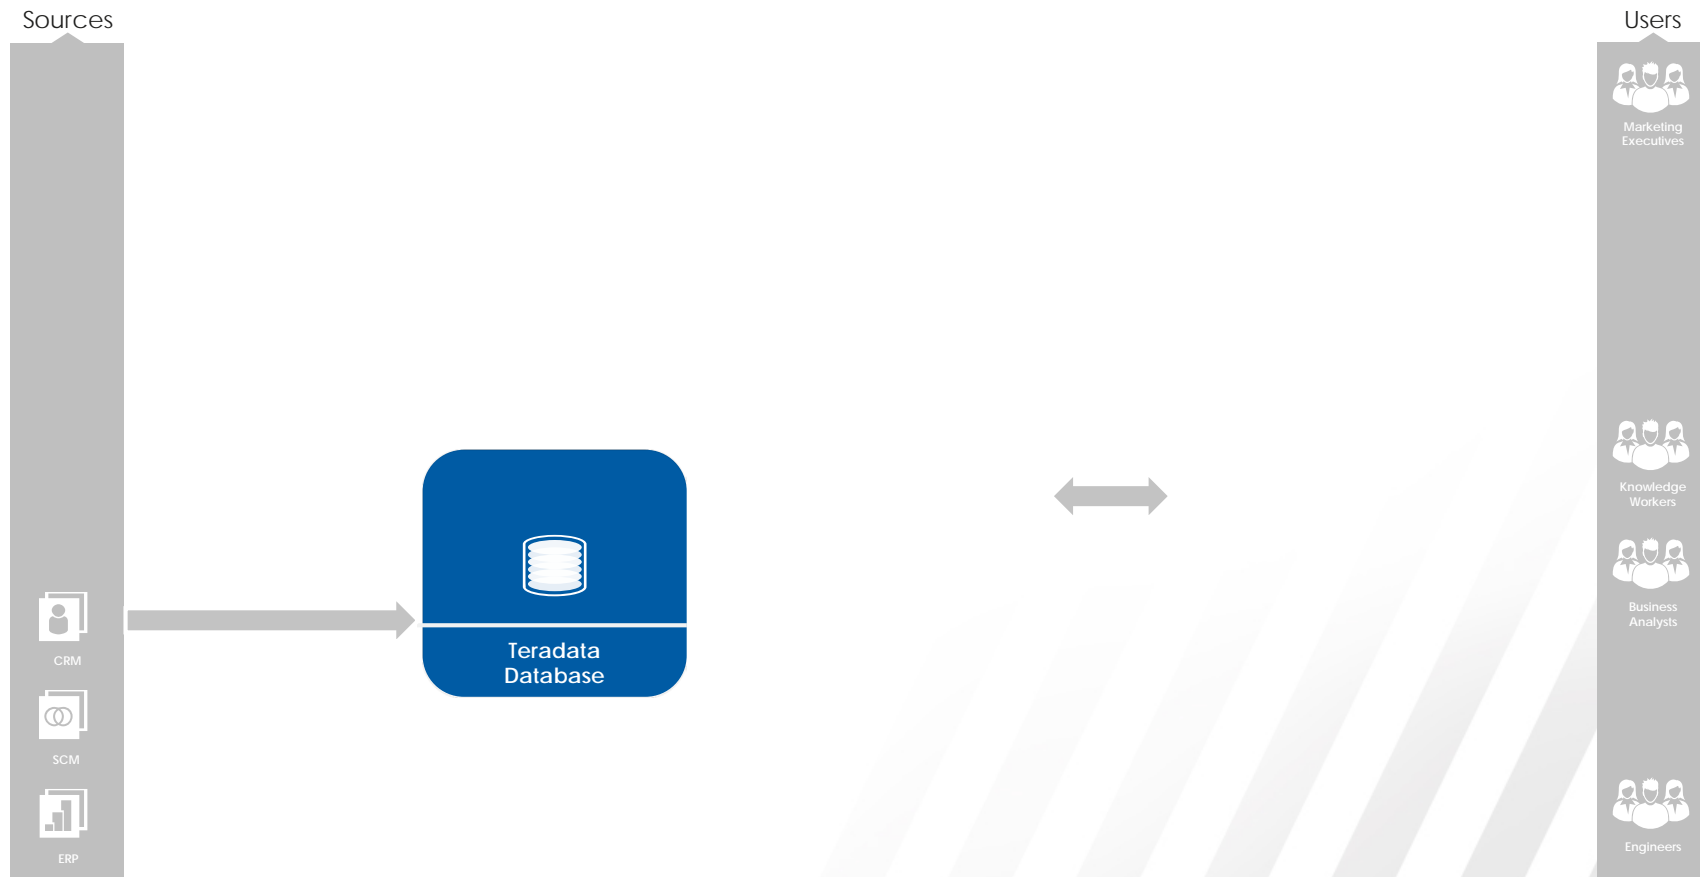 Sources
Users
Marketing
Executives
Knowledge
Workers
Business
Analysts
Engineers
CRM
SCM
ERP
Teradata
Database